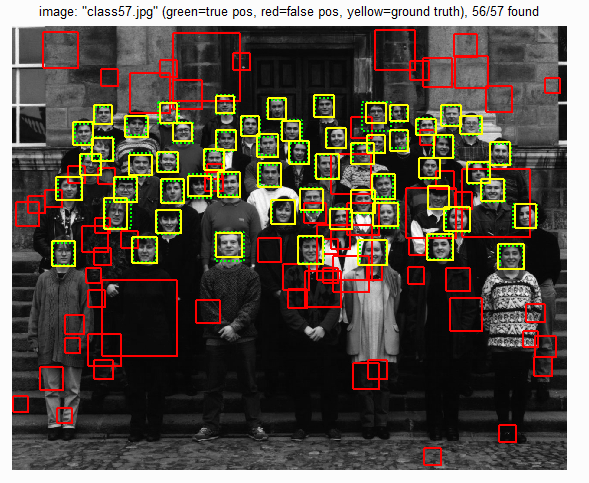 image: "class57.jpg" (green=true pos, red=false pos, yellow=ground truth), 56/57 found